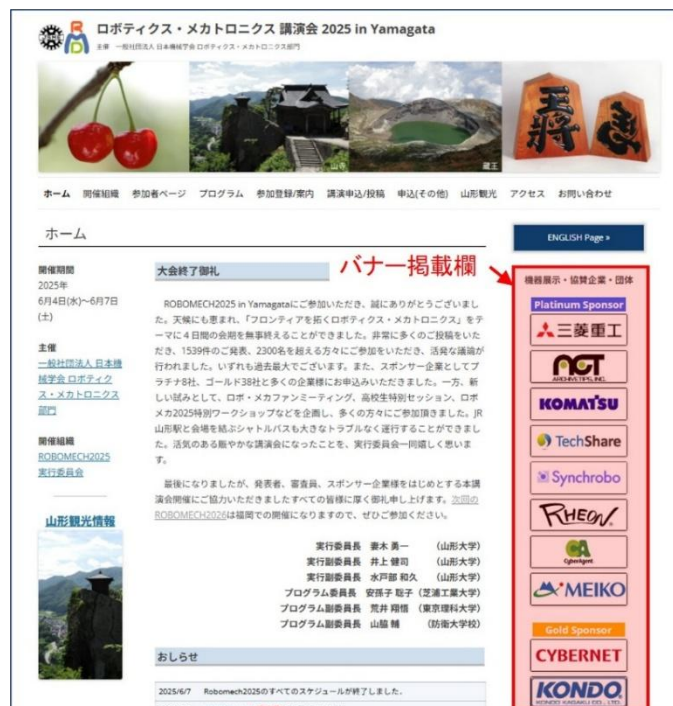 ロボティクス・メカトロニクス 講演会 2025 in Yamagata
主催 一般社団法人 日本機械学会 ロボティクス・メカトロニクス部門
山寺
蔵王
王将
ホーム 開催組織 参加者ページ プログラム 参加登録/案内 講演申込/投稿 申込(その他) 山形観光 アクセス お問い合わせ
ホーム
ENGLISH Page »
開催期間
2025年
6月4日(水)～6月7日
(土)
主催
一般社団法人 日本機
械学会 ロボティク
ス・メカトロニクス
部門
開催組織
ROBOMECH2025
実行委員会
山形観光情報
大会終了御礼
バナー掲載欄
ROBOMECH2025 in Yamagataにご参加いただき、誠にありがとうございまし
た。天候にも恵まれ、「フロンティアを拓くロボティクス・メカトロニクス」をテ
ーマに４日間の会期を無事終えることができました。非常に多くのご投稿をいた
だき、1539件のご発表、2300名を超える方々にご参加をいただき、活発な議論が
行われました。いずれも過去最大でございます。また、スポンサー企業としてプ
ラチナ8社、ゴールド38社と多くの企業様にお申込みいただきました。一方、新
しい試みとして、ロボ・メカファンミーティング、高校生特別セッション、ロボ
メカ2025特別ワークショップなどを企画し、多くの方々にご参加頂きました。JR
山形駅と会場を結ぶシャトルバスも大きなトラブルなく運行することができまし
た。活気のある賑やかな講演会になったことを、実行委員会一同嬉しく思いま
す。
最後になりましたが、発表者、審査員、スポンサー企業様をはじめとする本講
演会開催にご協力いただきましたすべての皆様に厚く御礼申し上げます。次回の
ROBOMECH2026は福岡での開催になりますので、ぜひご参加ください。
実行委員長 妻木 勇一 (山形大学)
実行副委員長 井上 健司 (山形大学)
実行副委員長 水戸部 和久 (山形大学)
プログラム委員長 安孫子 聡子 (芝浦工業大学)
プログラム副委員長 荒井 翔悟 (東京理科大学)
プログラム副委員長 山脇 輔 (防衛大学校)
おしらせ
2025/6/7 Robomech2025のすべてのスケジュールが終了しました.
機器展示・協賛企業・団体
Platinum Sponsor
三菱重工
ACT
ARCHIVETIPS, INC.
KOMATSU
TechShare
Synchrobo
RHEON
CA
CyberAgent
MEIKO
Gold Sponsor
CYBERNET
KONDO
KONDO KAGAKU CO., LTD.